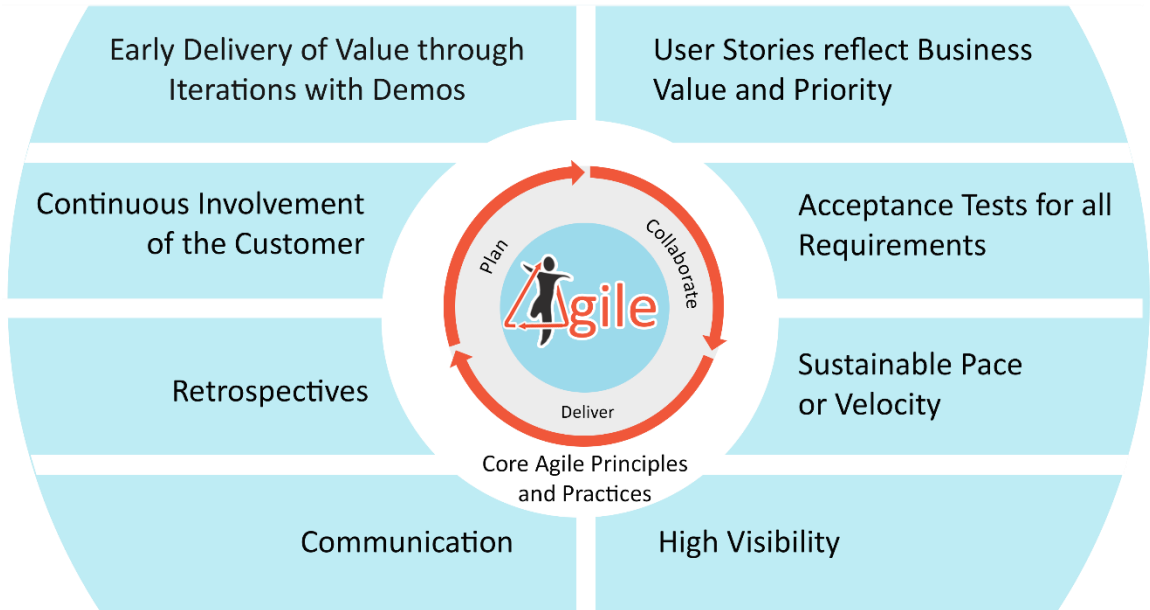 Early Delivery of Value through
Iterations with Demos
User Stories reflect Business
Value and Priority
Continuous Involvement
of the Customer
Acceptance Tests for all
Requirements
Plan
Collaborate
Agile
Deliver
Retrospectives
Sustainable Pace
or Velocity
Core Agile Principles
and Practices
Communication
High Visibility